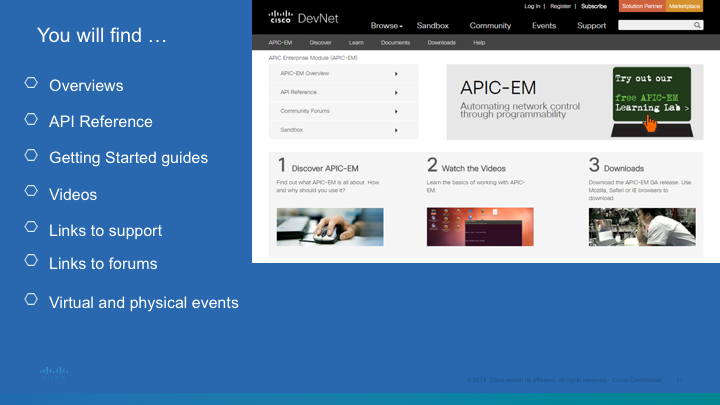 You will find …
Overviews
API Reference
Getting Started guides
Videos
Links to support
Links to forums
Virtual and physical events
Log In | Register | Subscribe
Solution Partner
Marketplace
CISCO DevNet
Browse
Sandbox
Community
Events
Support
APIC-EM
Discover
Learn
Documents
Downloads
Help
APIC Enterprise Module (APIC-EM)
APIC-EM Overview
API Reference
Community Forums
Sandbox
APIC-EM
Automating network control
through programmability
Try out our
free APIC-EM
Learning Lab >
1 Discover APIC-EM
Find out what APIC-EM is all about. How
and why should you use it?
2 Watch the Videos
Learn the basics of working with APIC-
EM.
3 Downloads
Download the APIC-EM GA release. Use
Mozilla, Safari or IE browsers to
download.
Cisco and/or its affiliates. All rights reserved. Cisco Confidential